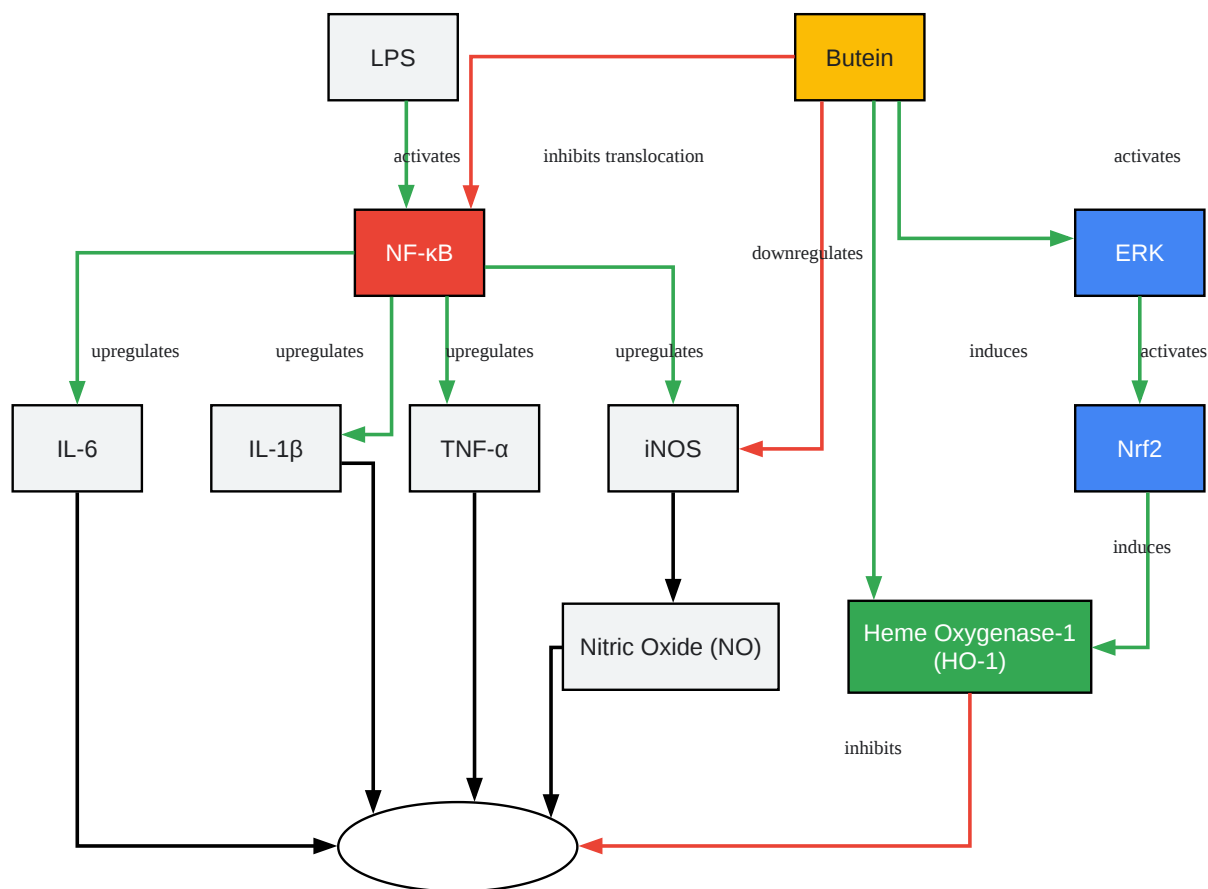 LPS
Butein
activates
inhibits translocation
activates
NF-κB
downregulates
ERK
upregulates
upregulates
upregulates
upregulates
induces
activates
IL-6
IL-1β
TNF-α
iNOS
Nrf2
induces
Nitric Oxide (NO)
Heme Oxygenase-1
(HO-1)
inhibits